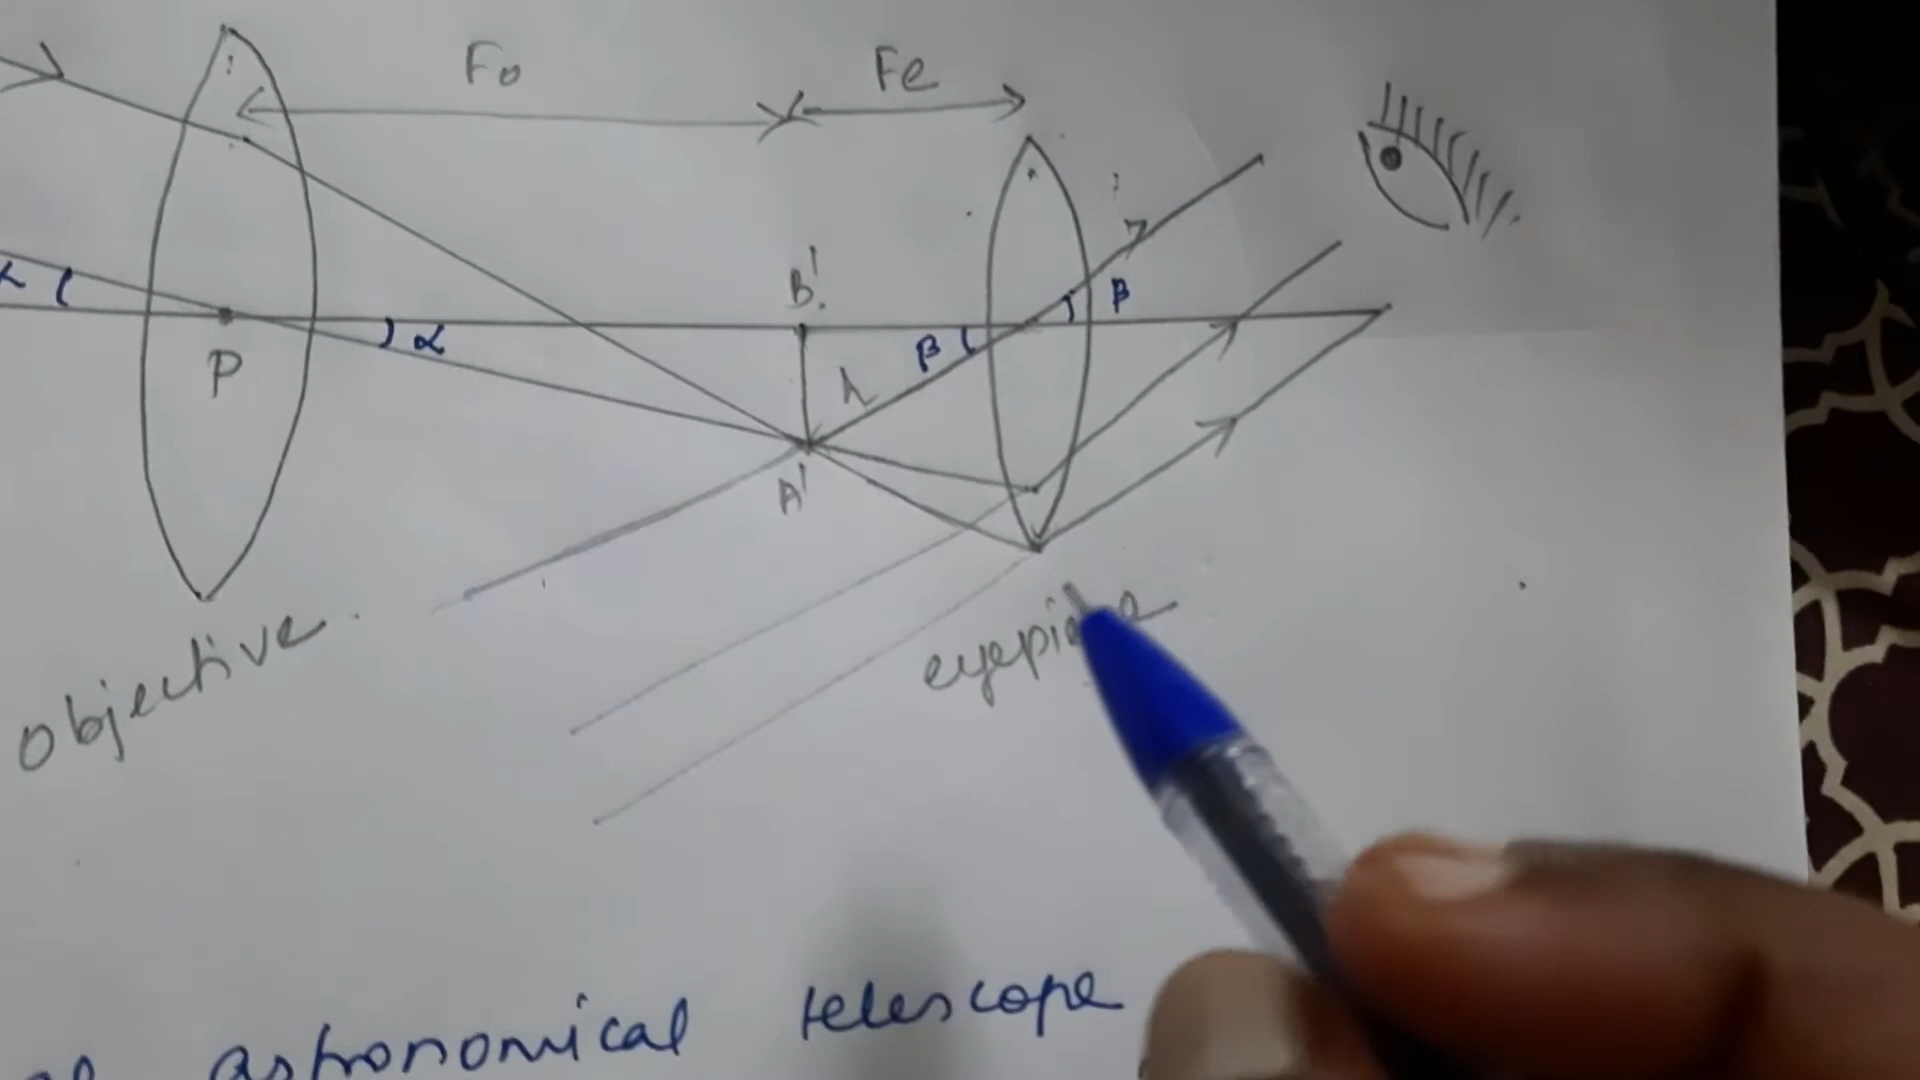 Fo
Fe
B'
α
α
β
β
P
h
A'
objective
eyepiece
astronomical telescope